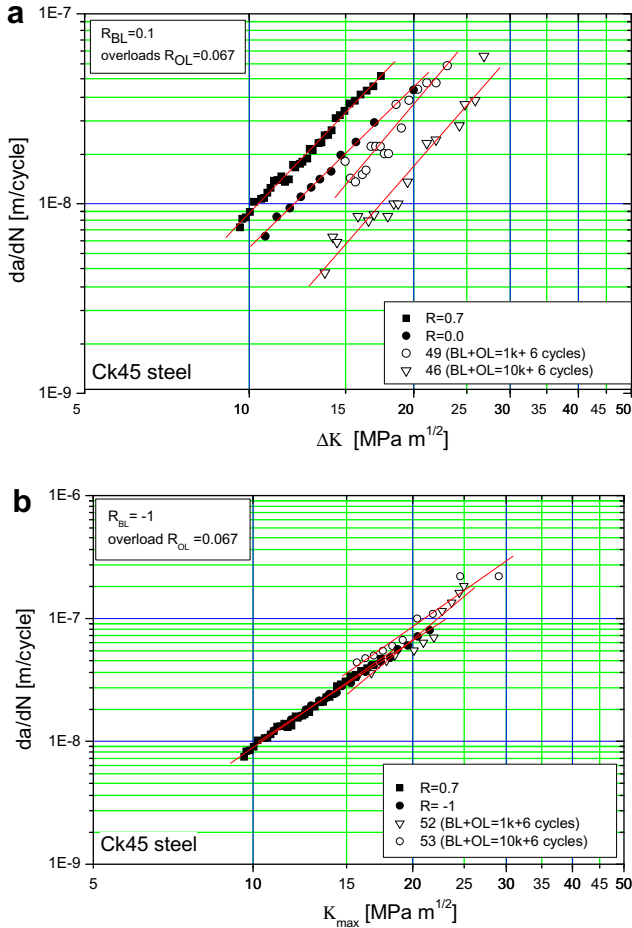 a
R_BL=0.1
overloads R_OL=0.067
1E-7
1E-8
1E-9
da/dN [m/cycle]
R=0.7
R=0.0
49 (BL+OL=1k+ 6 cycles)
46 (BL+OL=10k+ 6 cycles)
Ck45 steel
5 10 15 20 25 30 35 40 45 50
ΔK [MPa m^1/2]
b
R_BL= -1
overload R_OL =0.067
1E-6
1E-7
1E-8
1E-9
da/dN [m/cycle]
R=0.7
R= -1
52 (BL+OL=1k+6 cycles)
53 (BL+OL=10k+6 cycles)
Ck45 steel
5 10 15 20 25 30 35 40 45 50
K_max [MPa m^1/2]